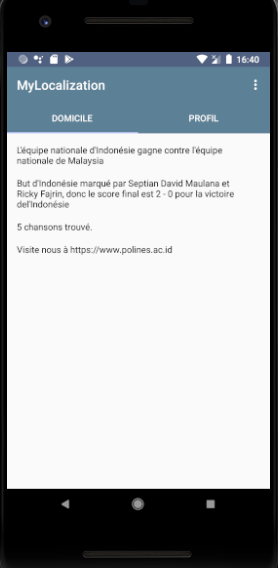 16:40
MyLocalization
DOMICILE PROFIL
L'équipe nationale d'Indonésie gagne contre l'équipe
nationale de Malaysia
But d'Indonésie marqué par Septian David Maulana et
Ricky Fajrin, donc le score final est 2 - 0 pour la victoire
del'Indonésie
5 chansons trouvé.
Visite nous à https://www.polines.ac.id